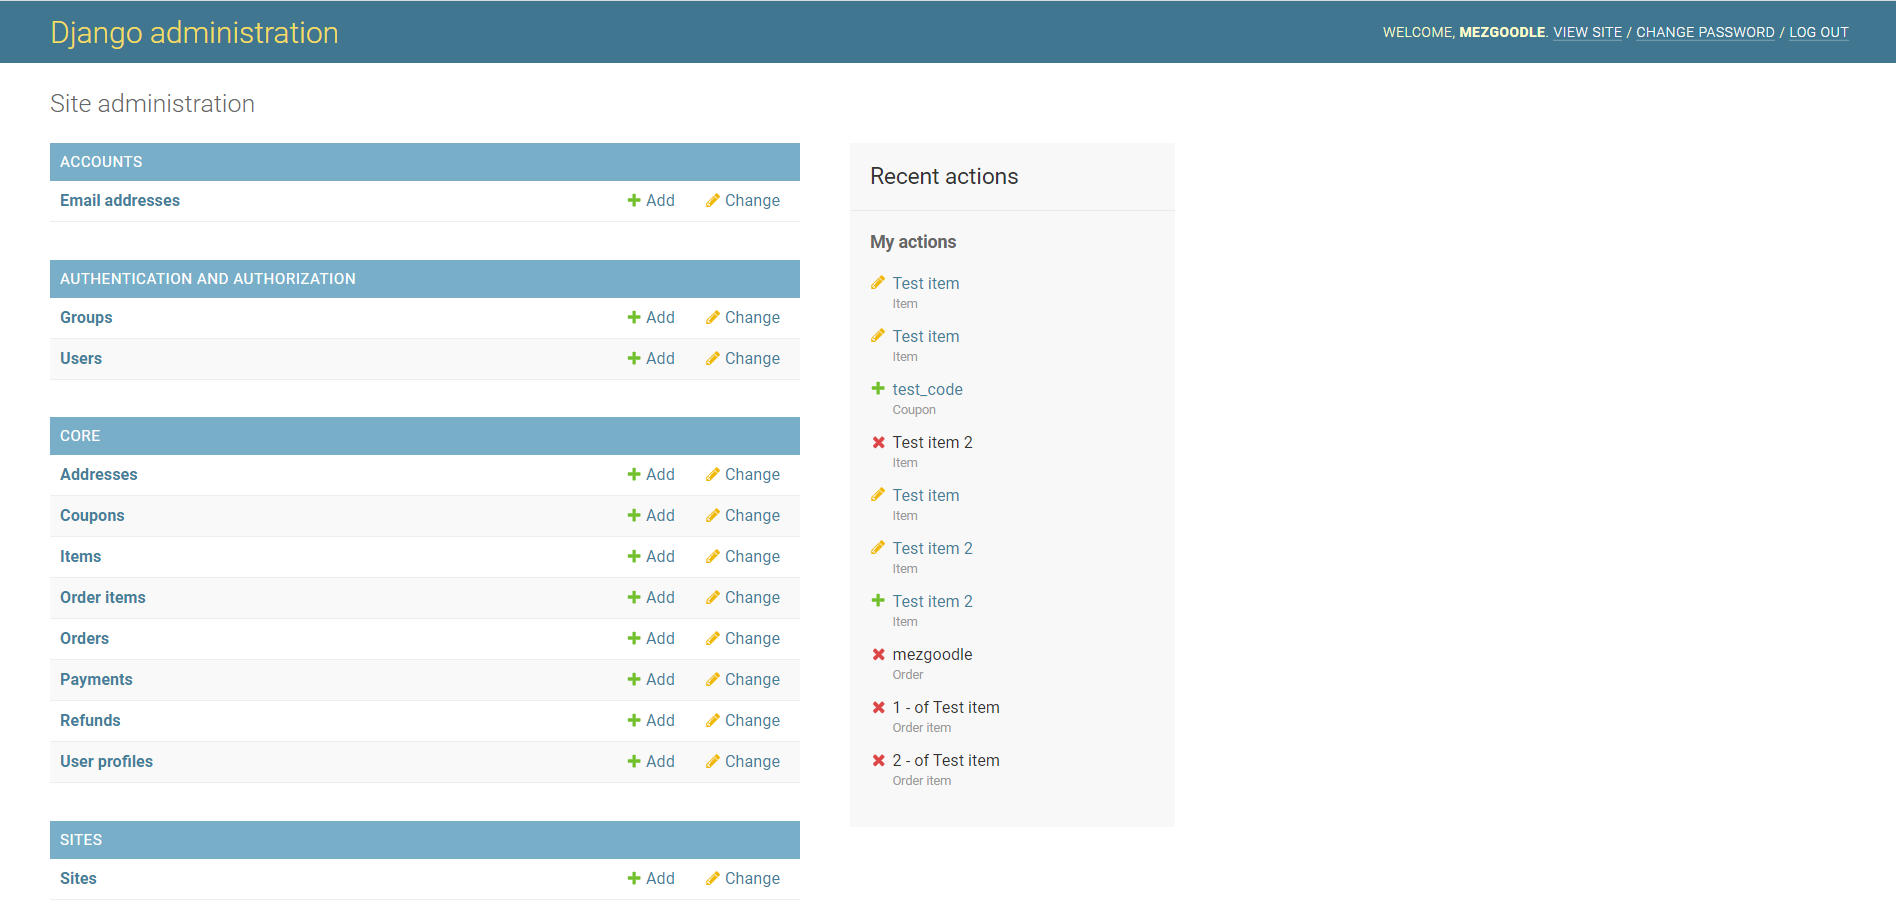 Django administration
WELCOME, MEZGOODLE. VIEW SITE / CHANGE PASSWORD / LOG OUT
Site administration
ACCOUNTS
Email addresses Add Change
AUTHENTICATION AND AUTHORIZATION
Groups Add Change
Users Add Change
CORE
Addresses Add Change
Coupons Add Change
Items Add Change
Order items Add Change
Orders Add Change
Payments Add Change
Refunds Add Change
User profiles Add Change
SITES
Sites Add Change
Recent actions
My actions
Test item
Item
Test item
Item
test_code
Coupon
Test item 2
Item
Test item
Item
Test item 2
Item
Test item 2
Item
mezgoodle
Order
1 - of Test item
Order item
2 - of Test item
Order item